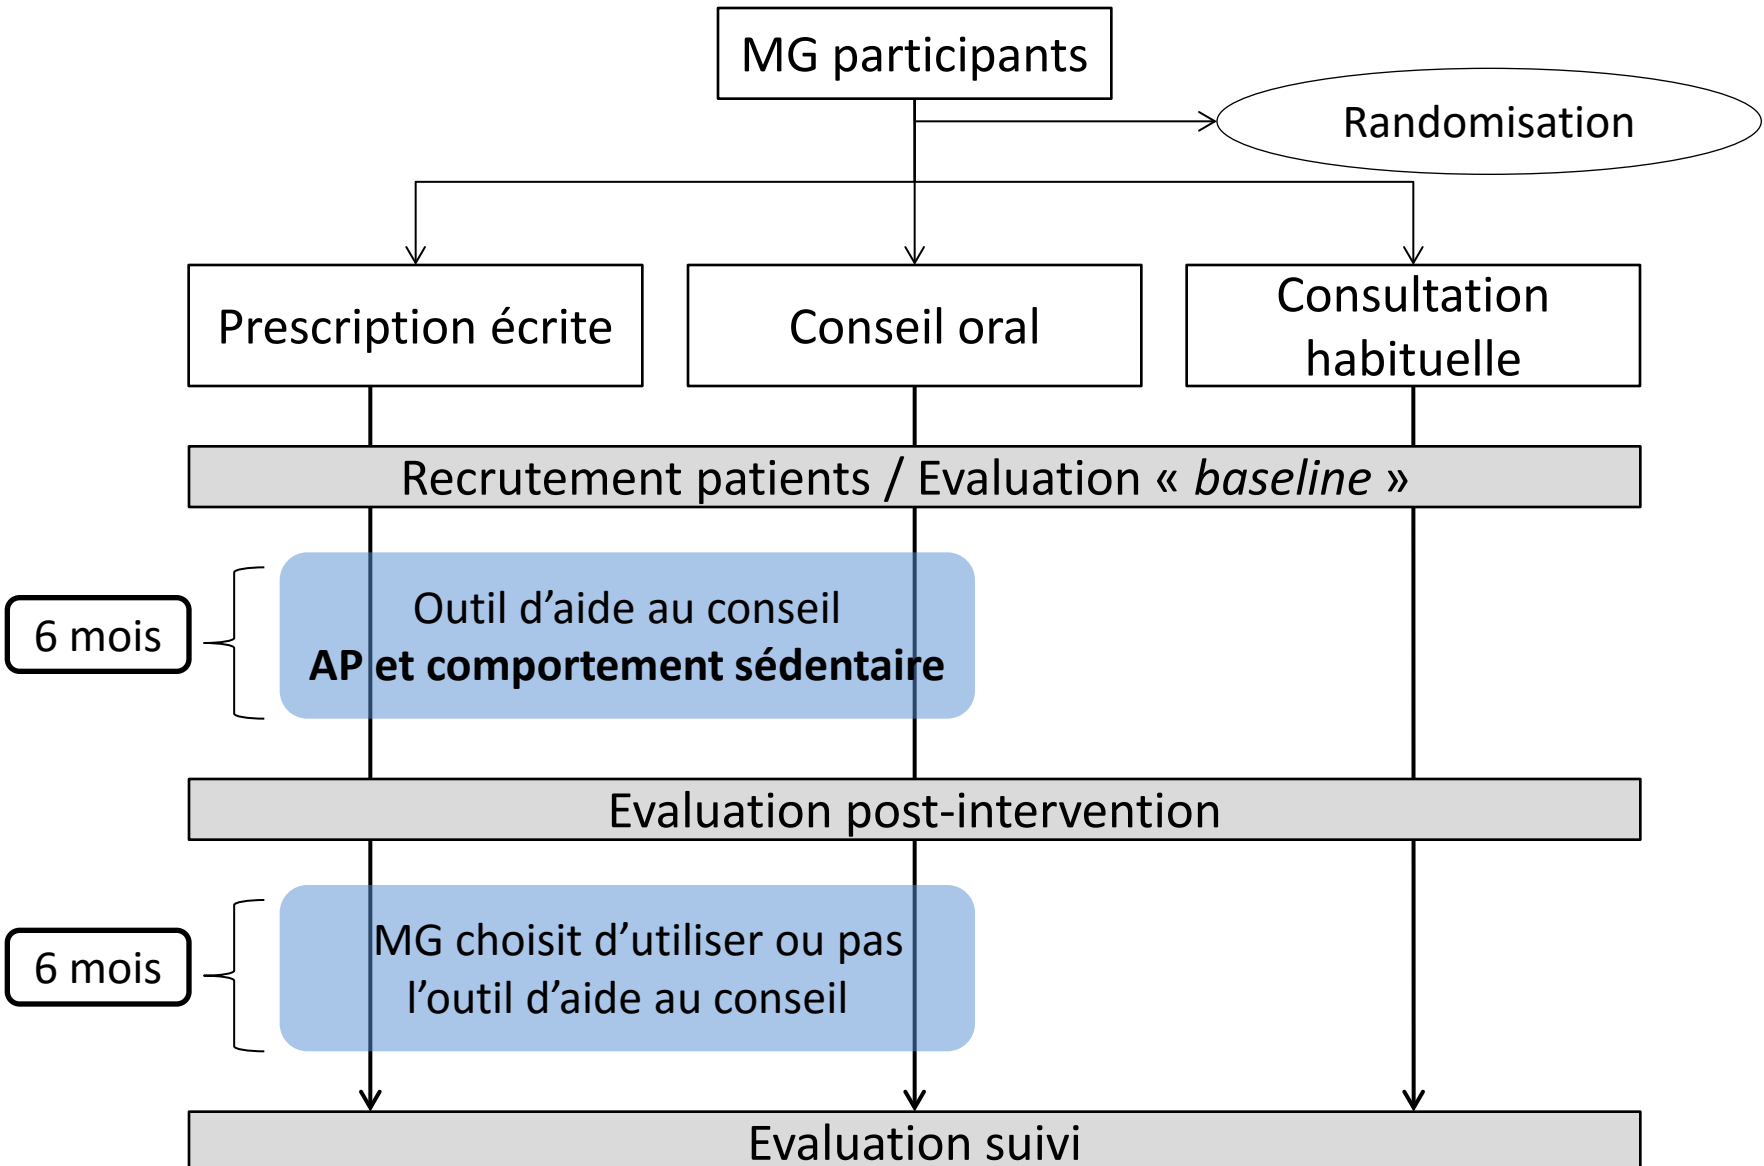 MG participants
Randomisation
Prescription écrite
Conseil oral
Consultation
habituelle
Recrutement patients / Evaluation « baseline »
6 mois
Outil d’aide au conseil
AP et comportement sédentaire
Evaluation post-intervention
6 mois
MG choisit d’utiliser ou pas
l’outil d’aide au conseil
Evaluation suivi